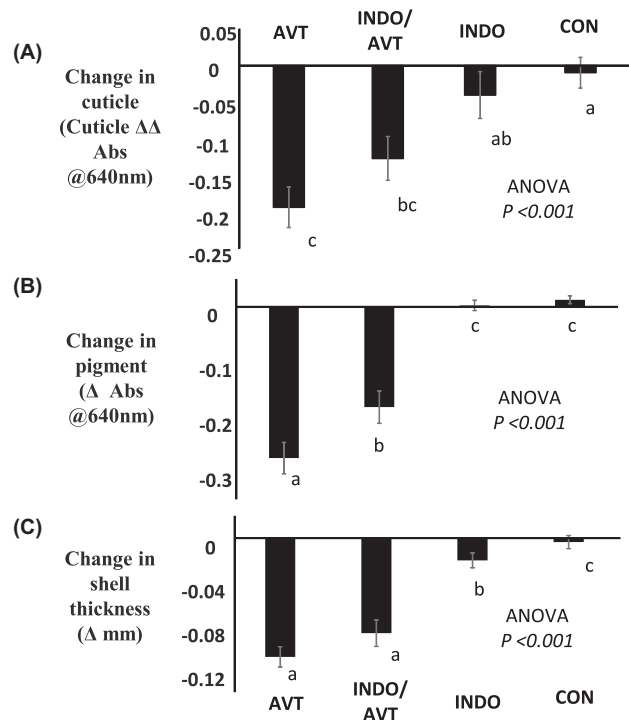 (A)
Change in
cuticle
(Cuticle ΔΔ
Abs
@640nm)
0.05
0
-0.05
-0.1
-0.15
-0.2
-0.25
AVT
INDO/
AVT
INDO
CON
c
bc
ab
a
ANOVA
P <0.001
(B)
Change in
pigment
(Δ Abs
@640nm)
0
-0.1
-0.2
-0.3
a
b
c
c
ANOVA
P <0.001
(C)
Change in
shell
thickness
(Δ mm)
0
-0.04
-0.08
-0.12
a
a
b
c
ANOVA
P <0.001
AVT
INDO/
AVT
INDO
CON